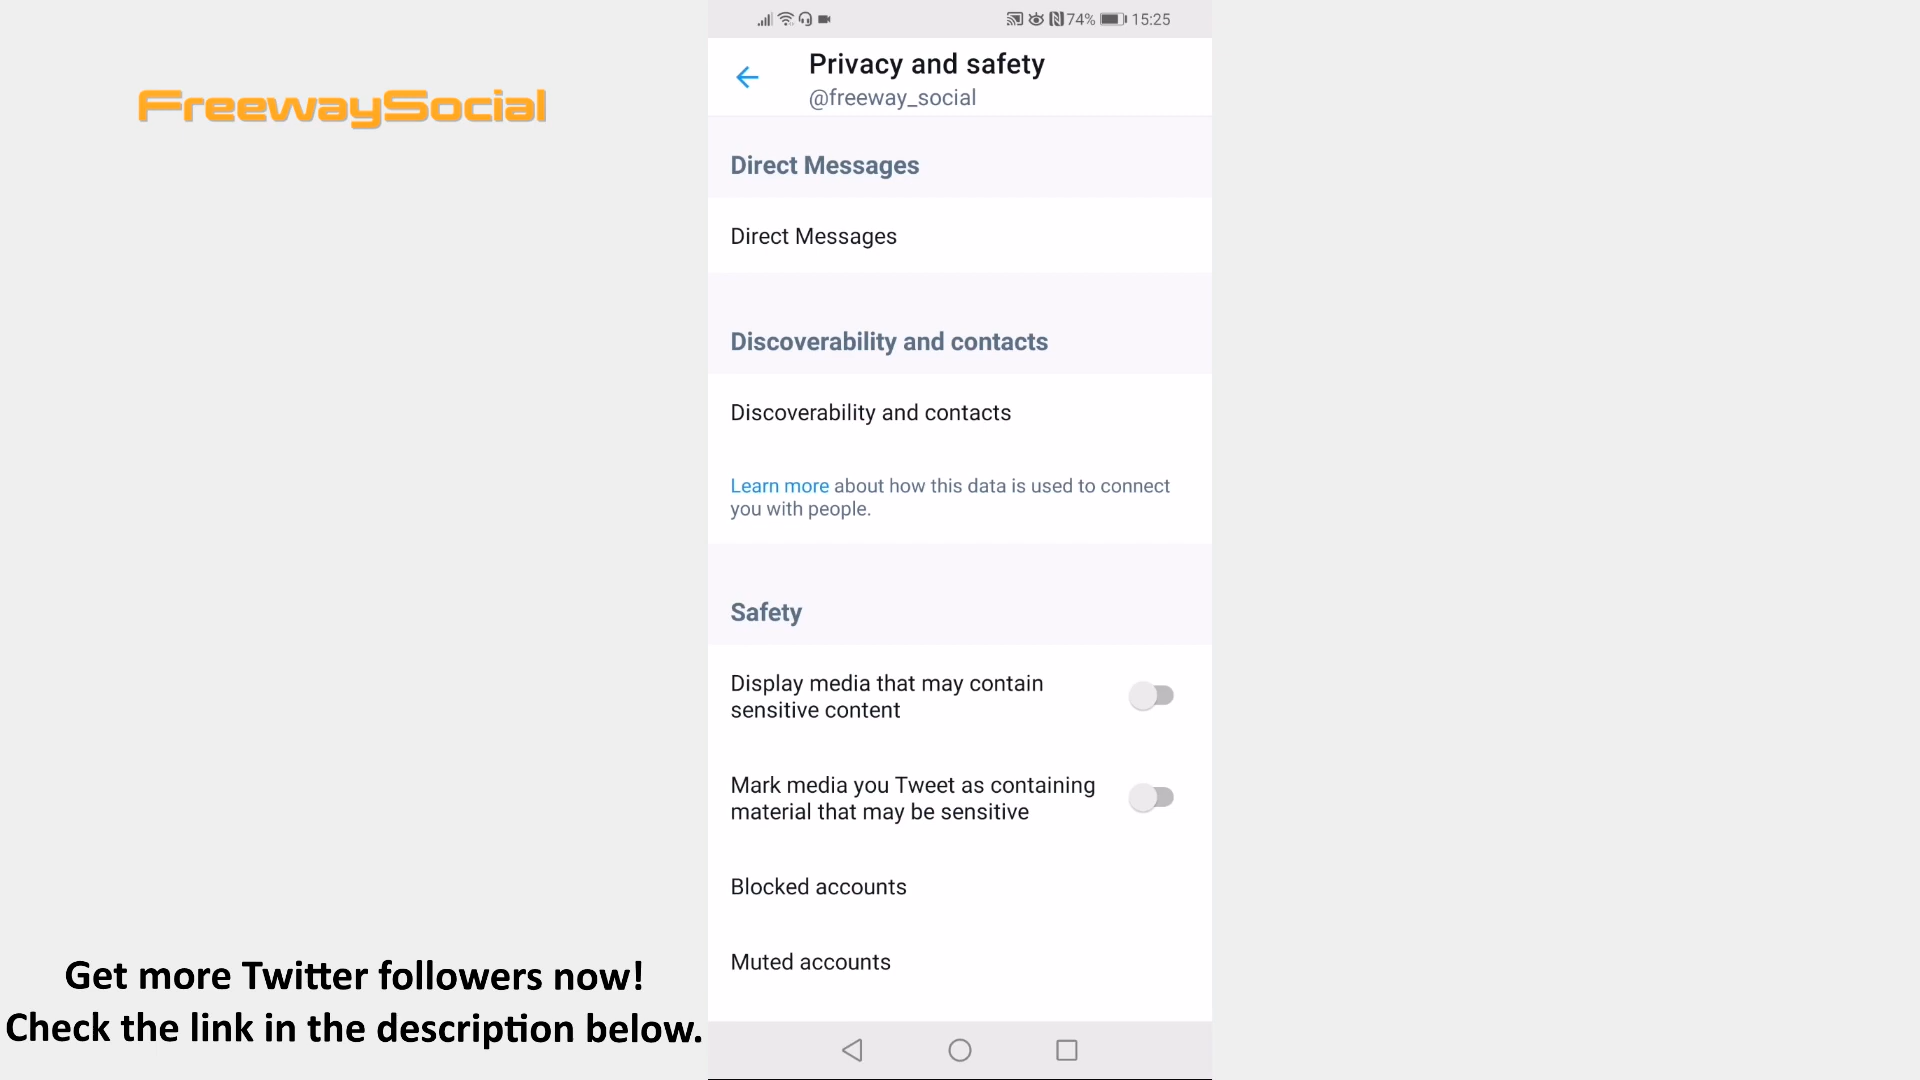 74% 15:25
Privacy and safety
@freeway_social
FreewaySocial
Direct Messages
Direct Messages
Discoverability and contacts
Discoverability and contacts
Learn more about how this data is used to connect
you with people.
Safety
Display media that may contain
sensitive content
Mark media you Tweet as containing
material that may be sensitive
Blocked accounts
Muted accounts
Get more Twitter followers now!
Check the link in the description below.